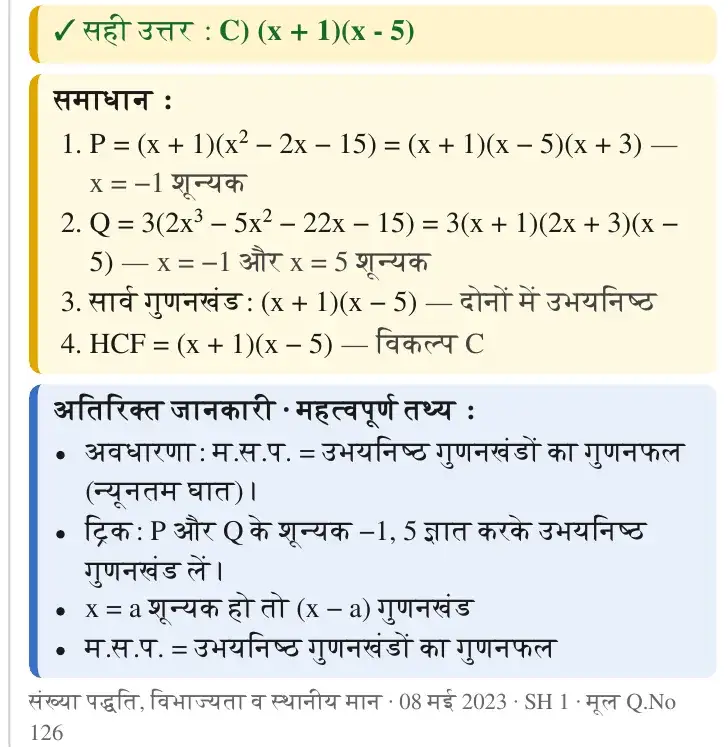 ✓ सही उत्तर : C) (x + 1)(x - 5)
समाधान :
1. P = (x + 1)(x² − 2x − 15) = (x + 1)(x − 5)(x + 3) —
x = −1 शून्यक
2. Q = 3(2x³ − 5x² − 22x − 15) = 3(x + 1)(2x + 3)(x −
5) — x = −1 और x = 5 शून्यक
3. सार्व गुणनखंड : (x + 1)(x − 5) — दोनों में उभयनिष्ठ
4. HCF = (x + 1)(x − 5) — विकल्प C
अतिरिक्त जानकारी · महत्वपूर्ण तथ्य :
• अवधारणा : म.स.प. = उभयनिष्ठ गुणनखंडों का गुणनफल
(न्यूनतम घात) ।
• ट्रिक : P और Q के शून्यक −1, 5 ज्ञात करके उभयनिष्ठ
गुणनखंड लें ।
• x = a शून्यक हो तो (x − a) गुणनखंड
• म.स.प. = उभयनिष्ठ गुणनखंडों का गुणनफल
संख्या पद्धति, विभाज्यता व स्थानीय मान · 08 मई 2023 · SH 1 · मूल Q.No
126